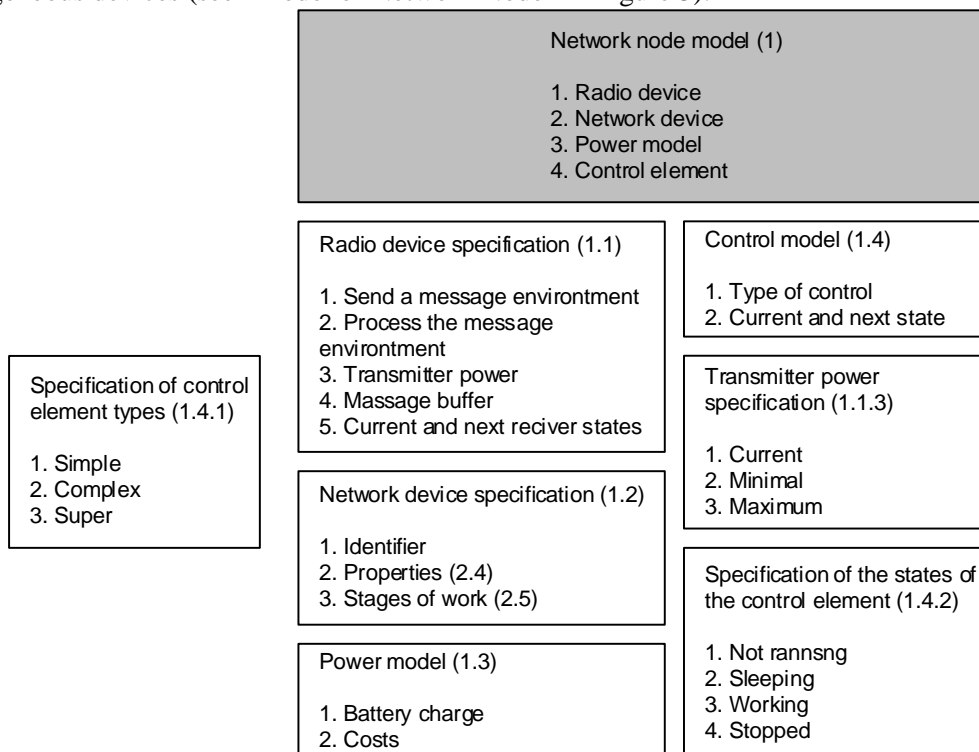 Network node model (1)
1. Radio device
2. Network device
3. Power model
4. Control element
Radio device specification (1.1)
1. Send a message environtment
2. Process the message
environtment
3. Transmitter power
4. Massage buffer
5. Current and next reciver states
Control model (1.4)
1. Type of control
2. Current and next state
Specification of control
element types (1.4.1)
1. Simple
2. Complex
3. Super
Transmitter power
specification (1.1.3)
1. Current
2. Minimal
3. Maximum
Network device specification (1.2)
1. Identifier
2. Properties (2.4)
3. Stages of work (2.5)
Specification of the states of
the control element (1.4.2)
1. Not rannsng
2. Sleeping
3. Working
4. Stopped
Power model (1.3)
1. Battery charge
2. Costs